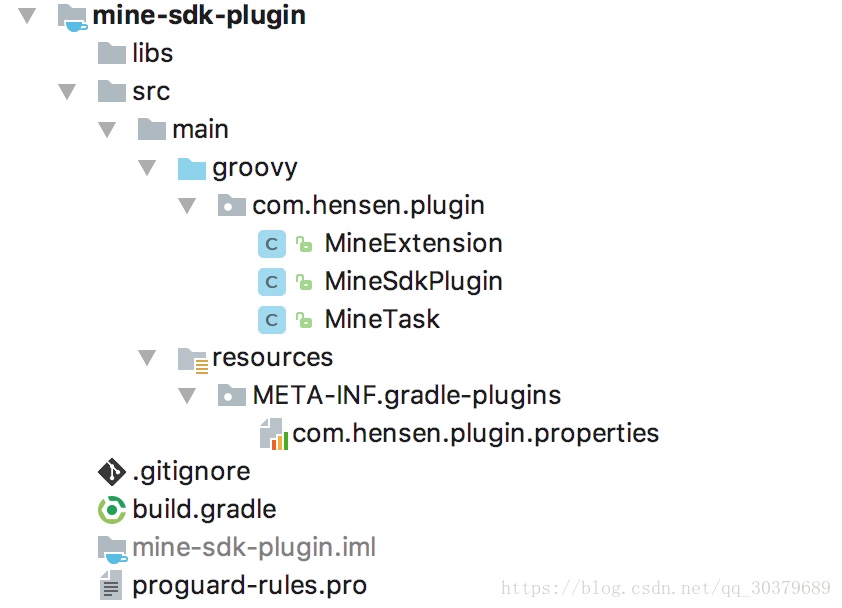 mine-sdk-plugin
libs
src
main
groovy
com.hensen.plugin
C MineExtension
C MineSdkPlugin
C MineTask
resources
META-INF.gradle-plugins
com.hensen.plugin.properties
.gitignore
build.gradle
mine-sdk-plugin.iml
proguard-rules.pro
https://blog.csdn.net/qq_30379689